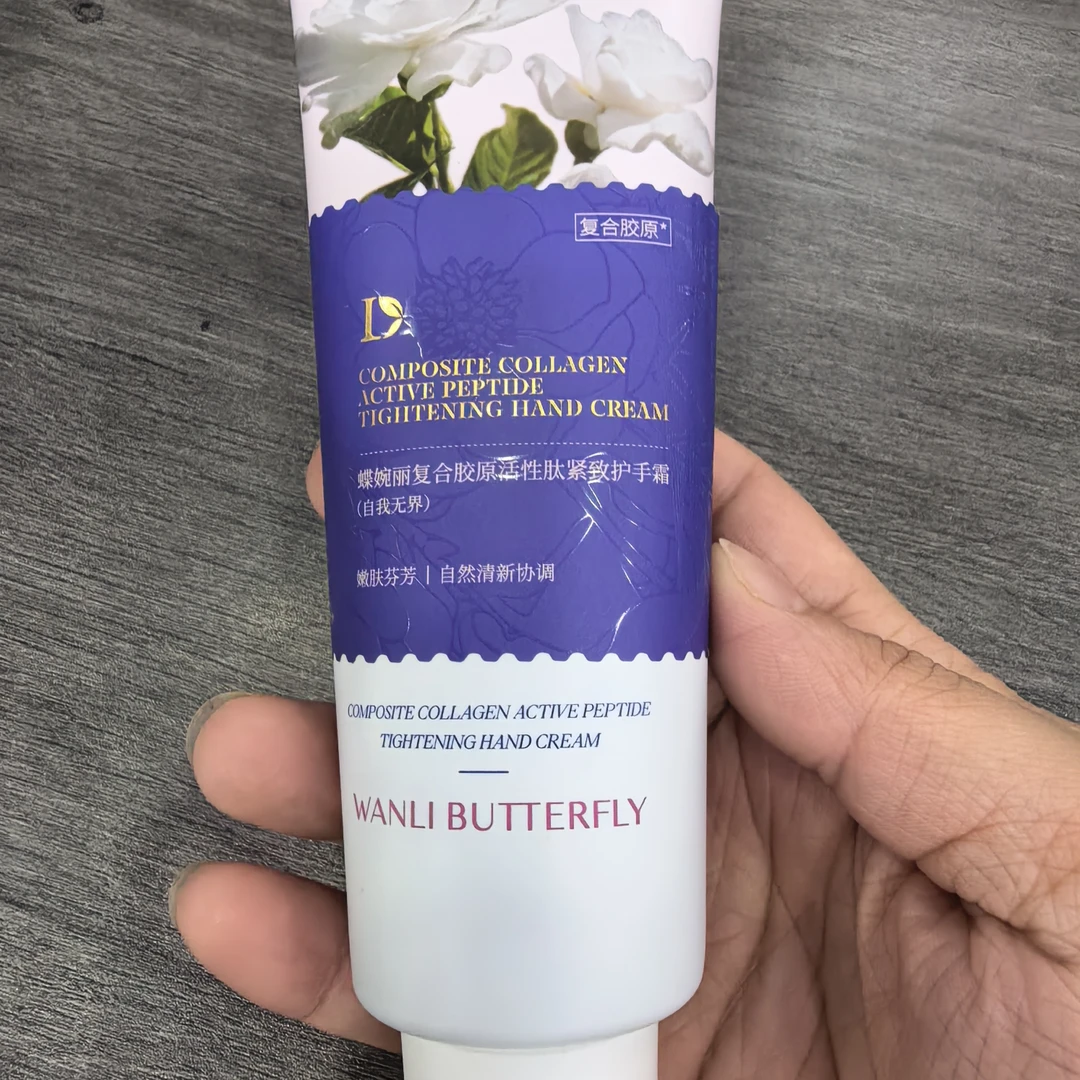 复合胶原*
D
COMPOSITE COLLAGEN
ACTIVE PEPTIDE
TIGHTENING HAND CREAM
蝶婉丽复合胶原活性肽紧致护手霜
(自我无界)
嫩肤芬芳 | 自然清新协调
COMPOSITE COLLAGEN ACTIVE PEPTIDE
TIGHTENING HAND CREAM
WANLI BUTTERFLY